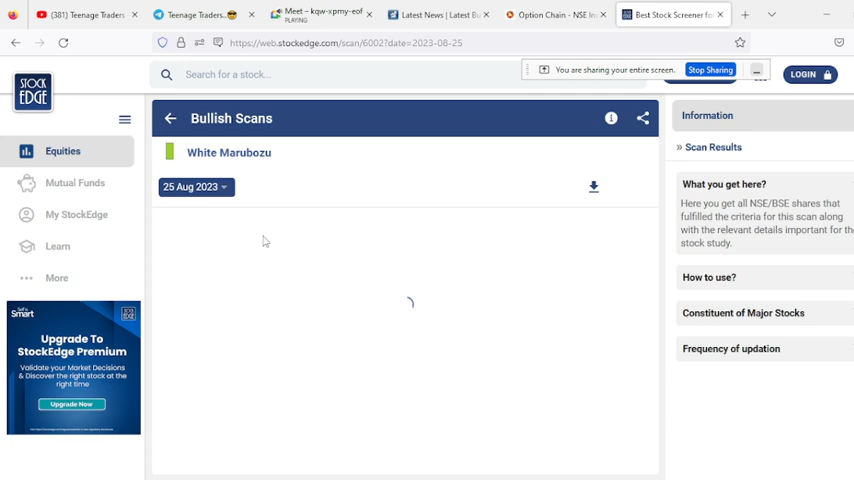 (381) Teenage Traders
Teenage Traders..😎
Meet – kqw-xpmy-eof
PLAYING
Latest News | Latest Bu
Option Chain - NSE In
Best Stock Screener for
https://web.stockedge.com/scan/6002?date=2023-08-25
STOCK
EDGE
Search for a stock...
You are sharing your entire screen.
Stop Sharing
LOGIN
Equities
Mutual Funds
My StockEdge
Learn
More
Bullish Scans
White Marubozu
25 Aug 2023
Information
» Scan Results
What you get here?
Here you get all NSE/BSE shares that
fulfilled the criteria for this scan along
with the relevant details important for the
stock study.
How to use?
Constituent of Major Stocks
Frequency of updation
Smart
Upgrade To
StockEdge Premium
Validate your Market Decisions
& Discover the right stock at the
right time
Upgrade Now